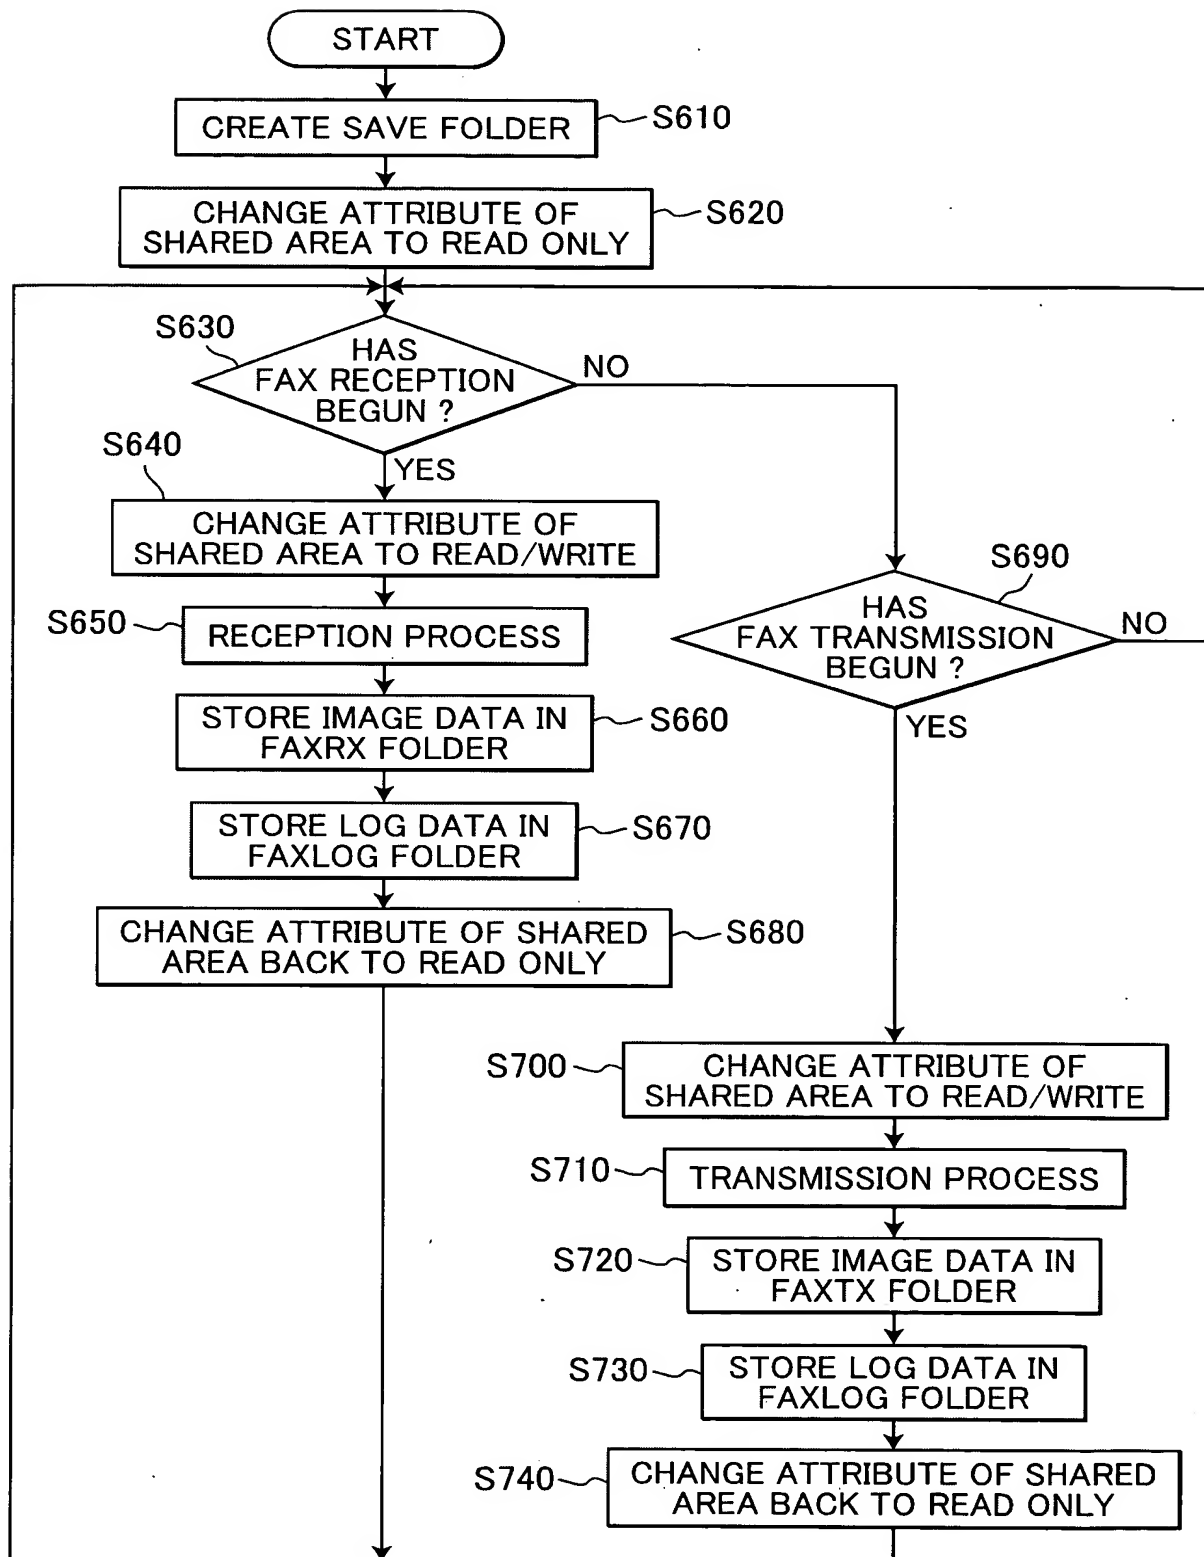 START
CREATE SAVE FOLDER
S610
CHANGE ATTRIBUTE OF
SHARED AREA TO READ ONLY
S620
S630
HAS
FAX RECEPTION
BEGUN ?
NO
YES
S640
CHANGE ATTRIBUTE OF
SHARED AREA TO READ/WRITE
S650
RECEPTION PROCESS
STORE IMAGE DATA IN
FAXRX FOLDER
S660
STORE LOG DATA IN
FAXLOG FOLDER
S670
CHANGE ATTRIBUTE OF SHARED
AREA BACK TO READ ONLY
S680
S690
HAS
FAX TRANSMISSION
BEGUN ?
NO
YES
S700
CHANGE ATTRIBUTE OF
SHARED AREA TO READ/WRITE
S710
TRANSMISSION PROCESS
S720
STORE IMAGE DATA IN
FAXTX FOLDER
S730
STORE LOG DATA IN
FAXLOG FOLDER
S740
CHANGE ATTRIBUTE OF SHARED
AREA BACK TO READ ONLY